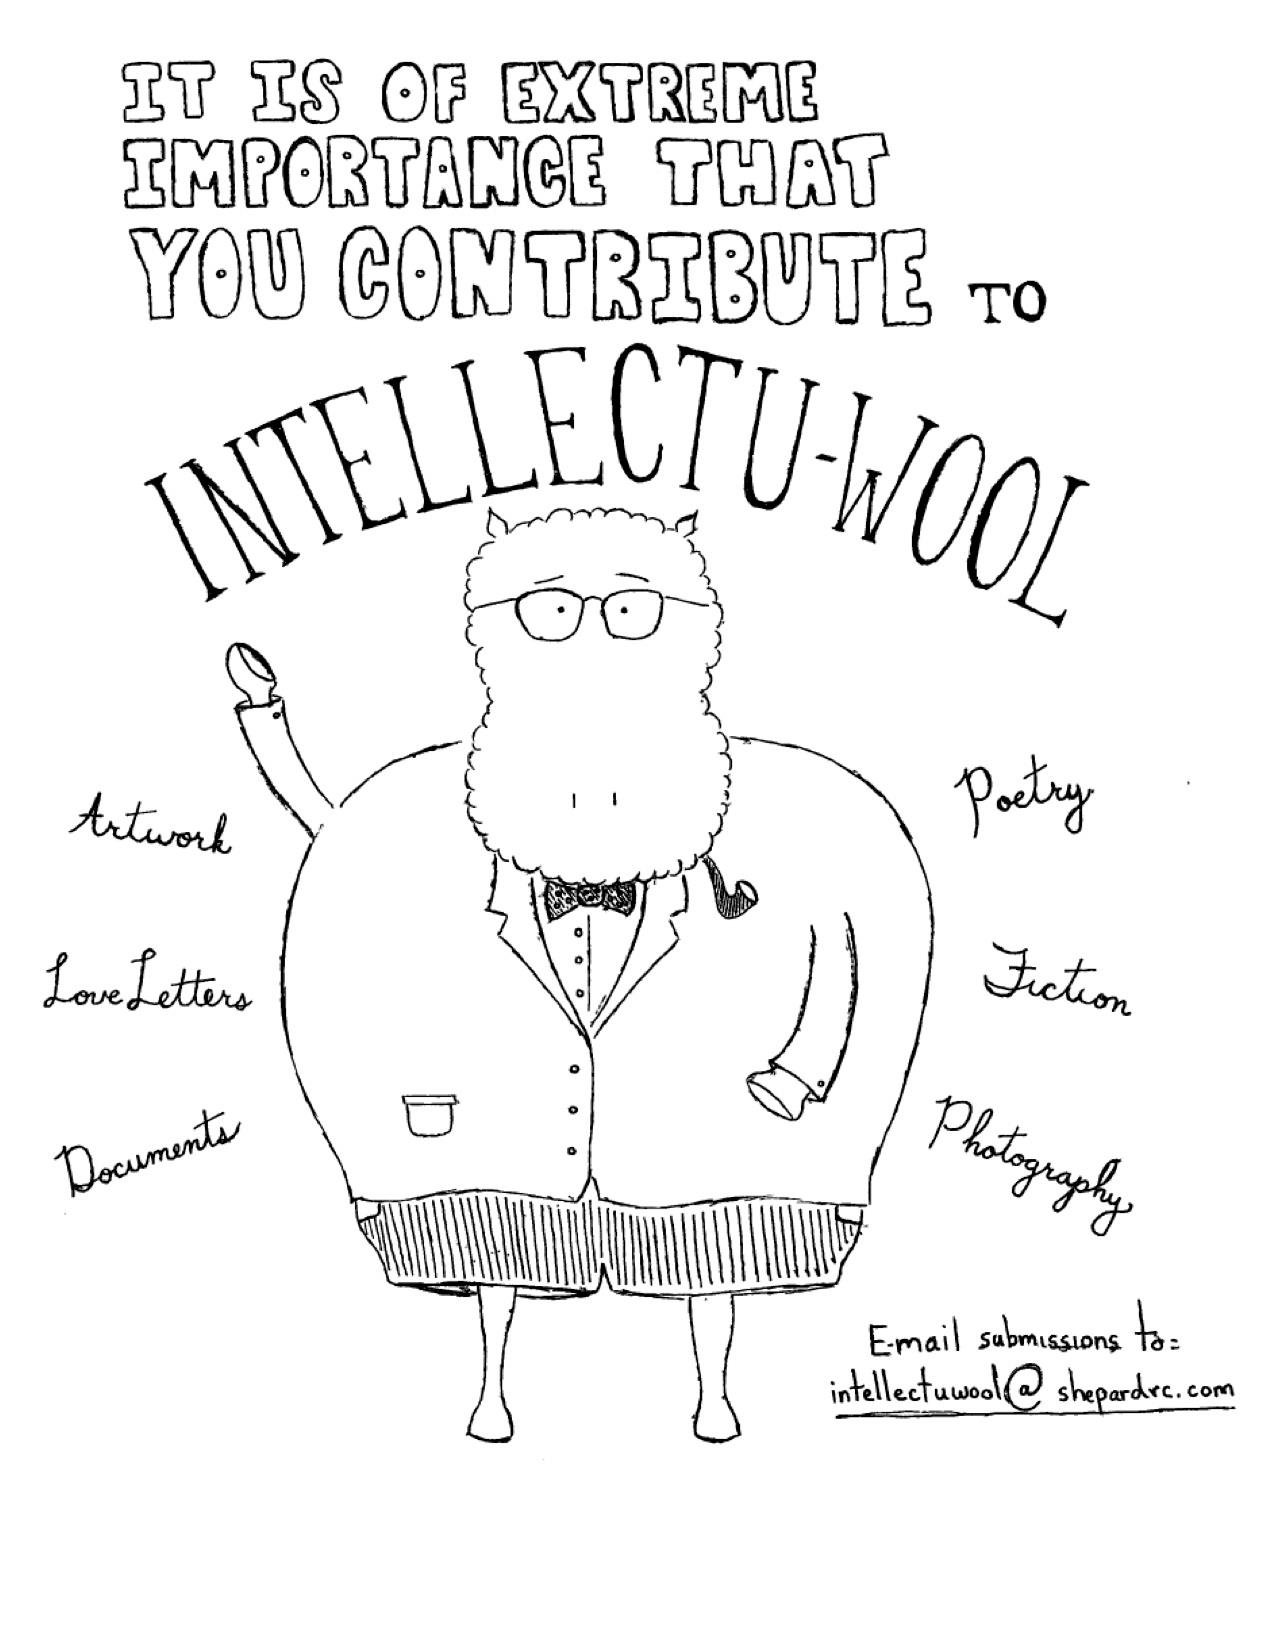 IT IS OF EXTREME
IMPORTANCE THAT
YOU CONTRIBUTE TO
INTELLECTU-WOOL
Artwork
Love Letters
Documents
Poetry
Fiction
Photography
E-mail submissions to:
intellectuwool@shepardrc.com